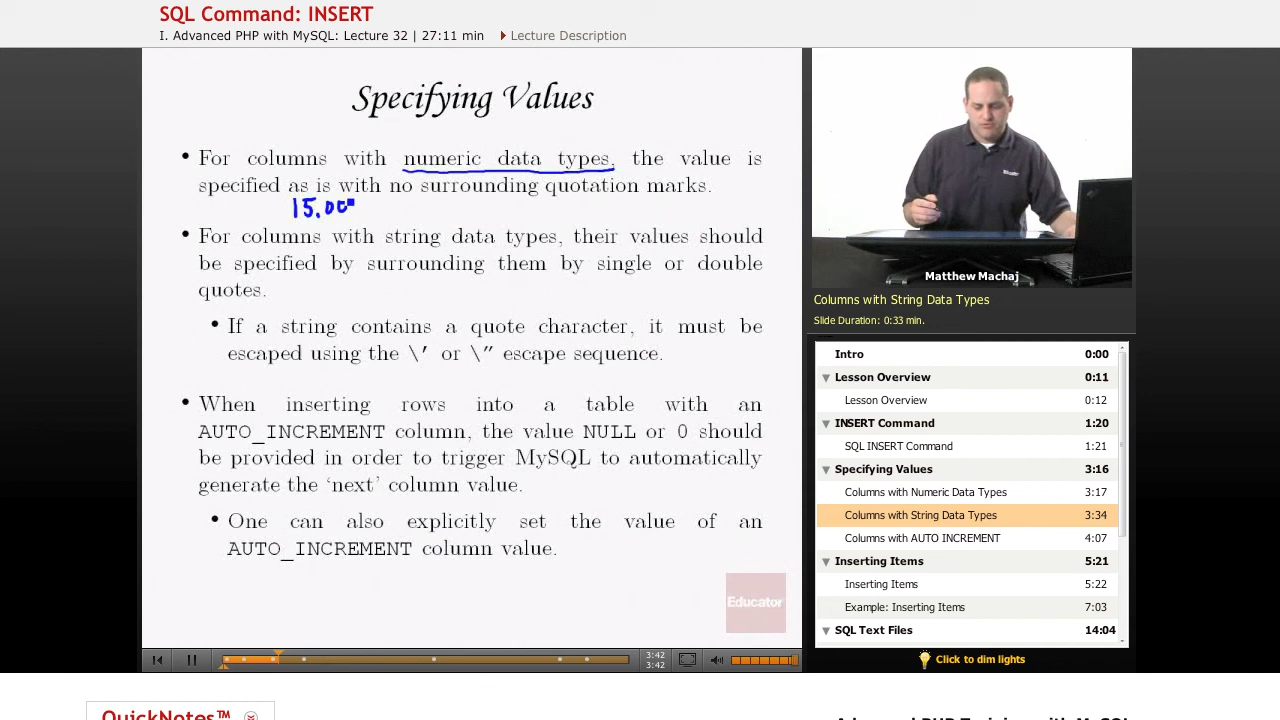 SQL Command: INSERT
I. Advanced PHP with MySQL: Lecture 32 | 27:11 min
Lecture Description
Specifying Values
• For columns with numeric data types, the value is
specified as is with no surrounding quotation marks.
15.00
• For columns with string data types, their values should
be specified by surrounding them by single or double
quotes.
• If a string contains a quote character, it must be
escaped using the \' or \" escape sequence.
• When inserting rows into a table with an
AUTO_INCREMENT column, the value NULL or 0 should
be provided in order to trigger MySQL to automatically
generate the ‘next’ column value.
• One can also explicitly set the value of an
AUTO_INCREMENT column value.
Educator
3:42
3:42
Matthew Machaj
Columns with String Data Types
Slide Duration: 0:33 min.
Intro 0:00
Lesson Overview 0:11
Lesson Overview 0:12
INSERT Command 1:20
SQL INSERT Command 1:21
Specifying Values 3:16
Columns with Numeric Data Types 3:17
Columns with String Data Types 3:34
Columns with AUTO INCREMENT 4:07
Inserting Items 5:21
Inserting Items 5:22
Example: Inserting Items 7:03
SQL Text Files 14:04
Click to dim lights
QuickNotes™
Advanced PHP Training with MySQL